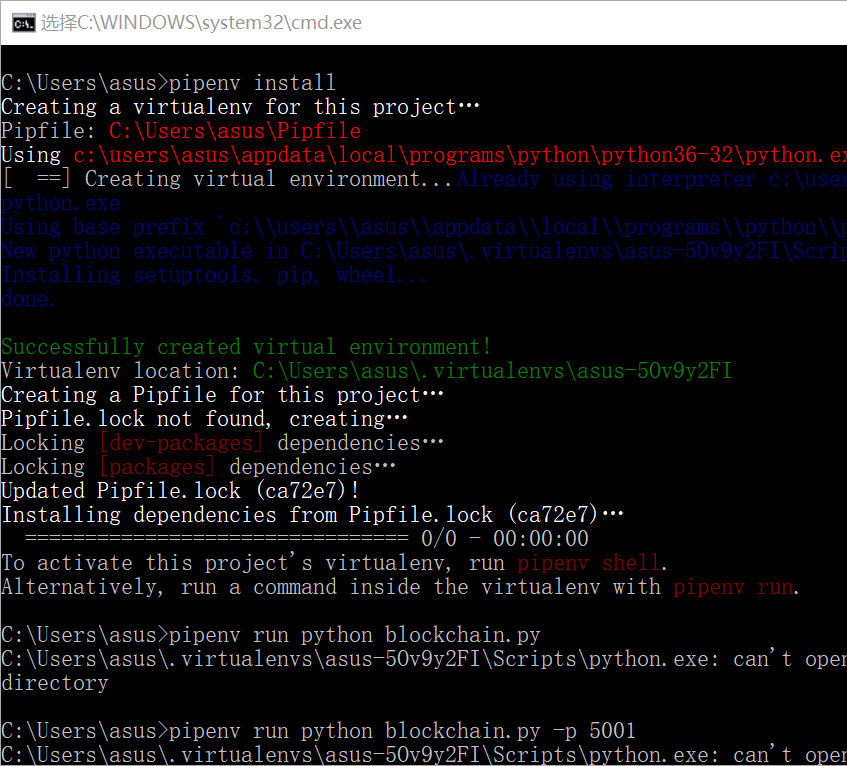 选择C:\WINDOWS\system32\cmd.exe
C:\Users\asus>pipenv install
Creating a virtualenv for this project…
Pipfile: C:\Users\asus\Pipfile
Using c:\users\asus\appdata\local\programs\python\python36-32\python.ex
[  ==] Creating virtual environment...Already using interpreter c:\user
python.exe
Using base prefix 'c:\\users\\asus\\appdata\\local\\programs\\python\\p
New python executable in C:\Users\asus\.virtualenvs\asus-5Ov9y2FI\Scrip
Installing setuptools, pip, wheel...
done.
Successfully created virtual environment!
Virtualenv location: C:\Users\asus\.virtualenvs\asus-5Ov9y2FI
Creating a Pipfile for this project…
Pipfile.lock not found, creating…
Locking [dev-packages] dependencies…
Locking [packages] dependencies…
Updated Pipfile.lock (ca72e7)!
Installing dependencies from Pipfile.lock (ca72e7)…
  ================================ 0/0 - 00:00:00
To activate this project's virtualenv, run pipenv shell.
Alternatively, run a command inside the virtualenv with pipenv run.
C:\Users\asus>pipenv run python blockchain.py
C:\Users\asus\.virtualenvs\asus-5Ov9y2FI\Scripts\python.exe: can't open
directory
C:\Users\asus>pipenv run python blockchain.py -p 5001
C:\Users\asus\.virtualenvs\asus-5Ov9y2FI\Scripts\python.exe: can't open